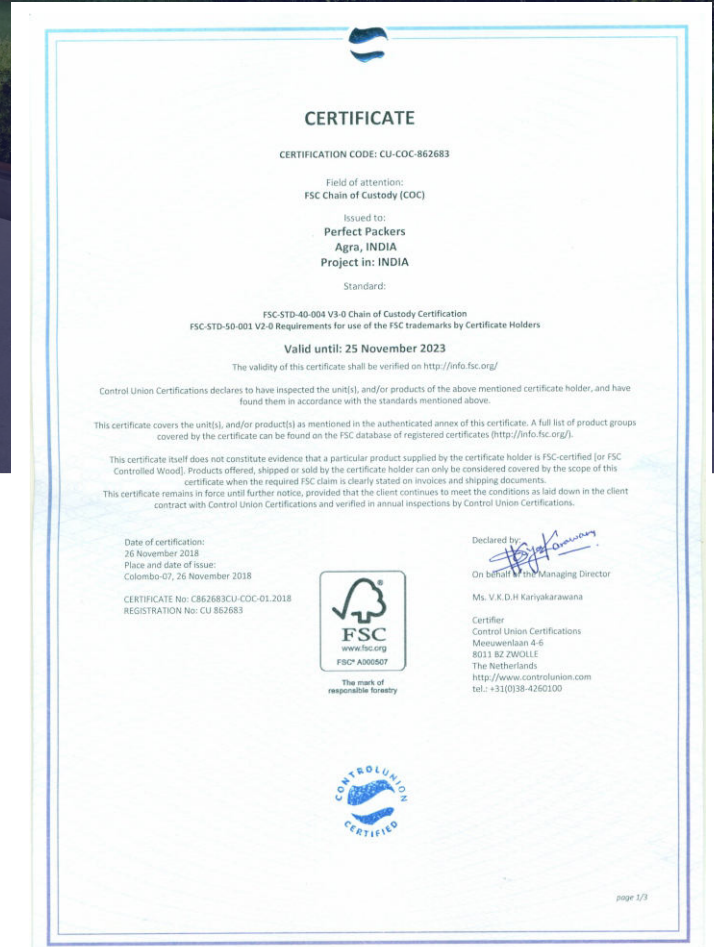 CERTIFICATE
CERTIFICATION CODE: CU-COC-862683
Field of attention:
FSC Chain of Custody (COC)
Issued to:
Perfect Packers
Agra, INDIA
Project in: INDIA
Standard:
FSC-STD-40-004 V3-0 Chain of Custody Certification
FSC-STD-50-001 V2-0 Requirements for use of the FSC trademarks by Certificate Holders
Valid until: 25 November 2023
The validity of this certificate shall be verified on http://info.fsc.org/
Control Union Certifications declares to have inspected the unit(s), and/or products of the above mentioned certificate holder, and have
found them in accordance with the standards mentioned above.
This certificate covers the unit(s), and/or product(s) as mentioned in the authenticated annex of this certificate. A full list of product groups
covered by the certificate can be found on the FSC database of registered certificates (http://info.fsc.org/).
This certificate itself does not constitute evidence that a particular product supplied by the certificate holder is FSC-certified [or FSC
Controlled Wood]. Products offered, shipped or sold by the certificate holder can only be considered covered by the scope of this
certificate when the required FSC claim is clearly stated on invoices and shipping documents.
This certificate remains in force until further notice, provided that the client continues to meet the conditions as laid down in the client
contract with Control Union Certifications and verified in annual inspections by Control Union Certifications.
Date of certification:
26 November 2018
Place and date of issue:
Colombo-07, 26 November 2018
CERTIFICATE No: C862683CU-COC-01.2018
REGISTRATION No: CU 862683
FSC
www.fsc.org
FSC® A000507
The mark of
responsible forestry
Declared by:
On behalf of the Managing Director
Ms. V.K.D.H Kariyakarawana
Certifier
Control Union Certifications
Meeuwenlaan 4-6
8011 BZ ZWOLLE
The Netherlands
http://www.controlunion.com
tel.: +31(0)38-4260100
CONTROLUNION
CERTIFIED
page 1/3